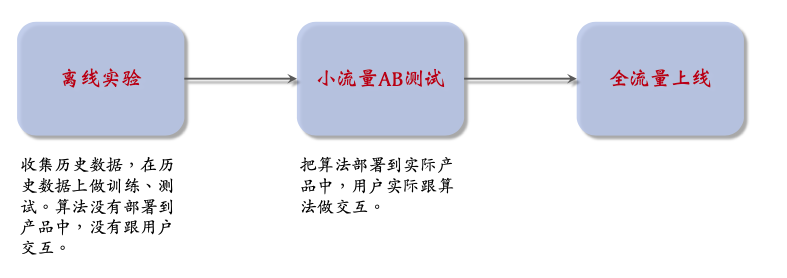 离线实验
小流量AB测试
全流量上线
收集历史数据，在历
史数据上做训练、测
试。算法没有部署到
产品中，没有跟用户
交互。
把算法部署到实际产
品中，用户实际跟算
法做交互。